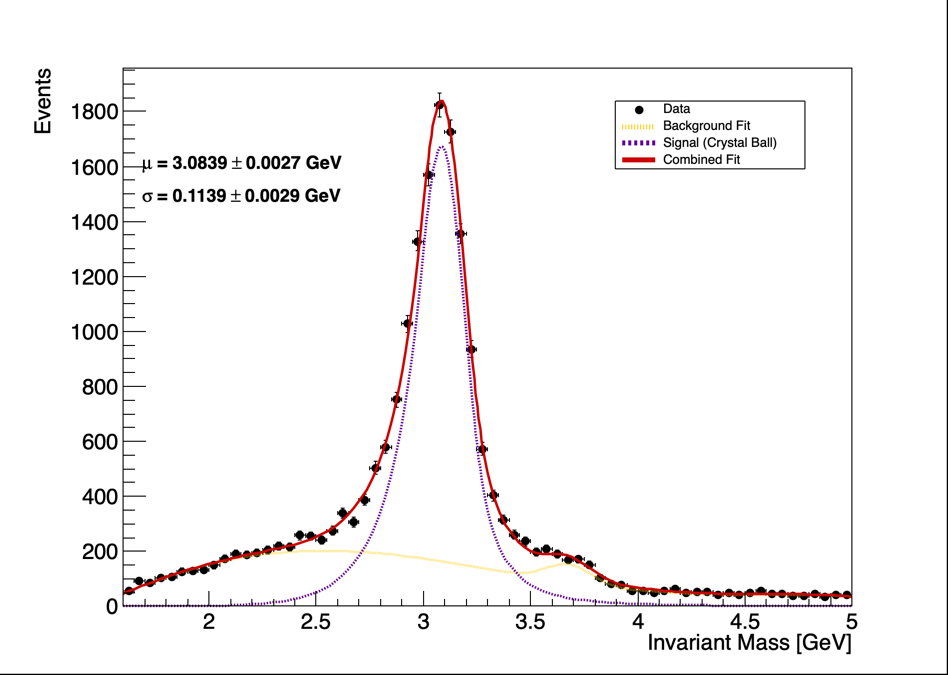 Events
1800
1600
1400
1200
1000
800
600
400
200
0
μ = 3.0839 ± 0.0027 GeV
σ = 0.1139 ± 0.0029 GeV
Data
Background Fit
Signal (Crystal Ball)
Combined Fit
2 2.5 3 3.5 4 4.5 5
Invariant Mass [GeV]